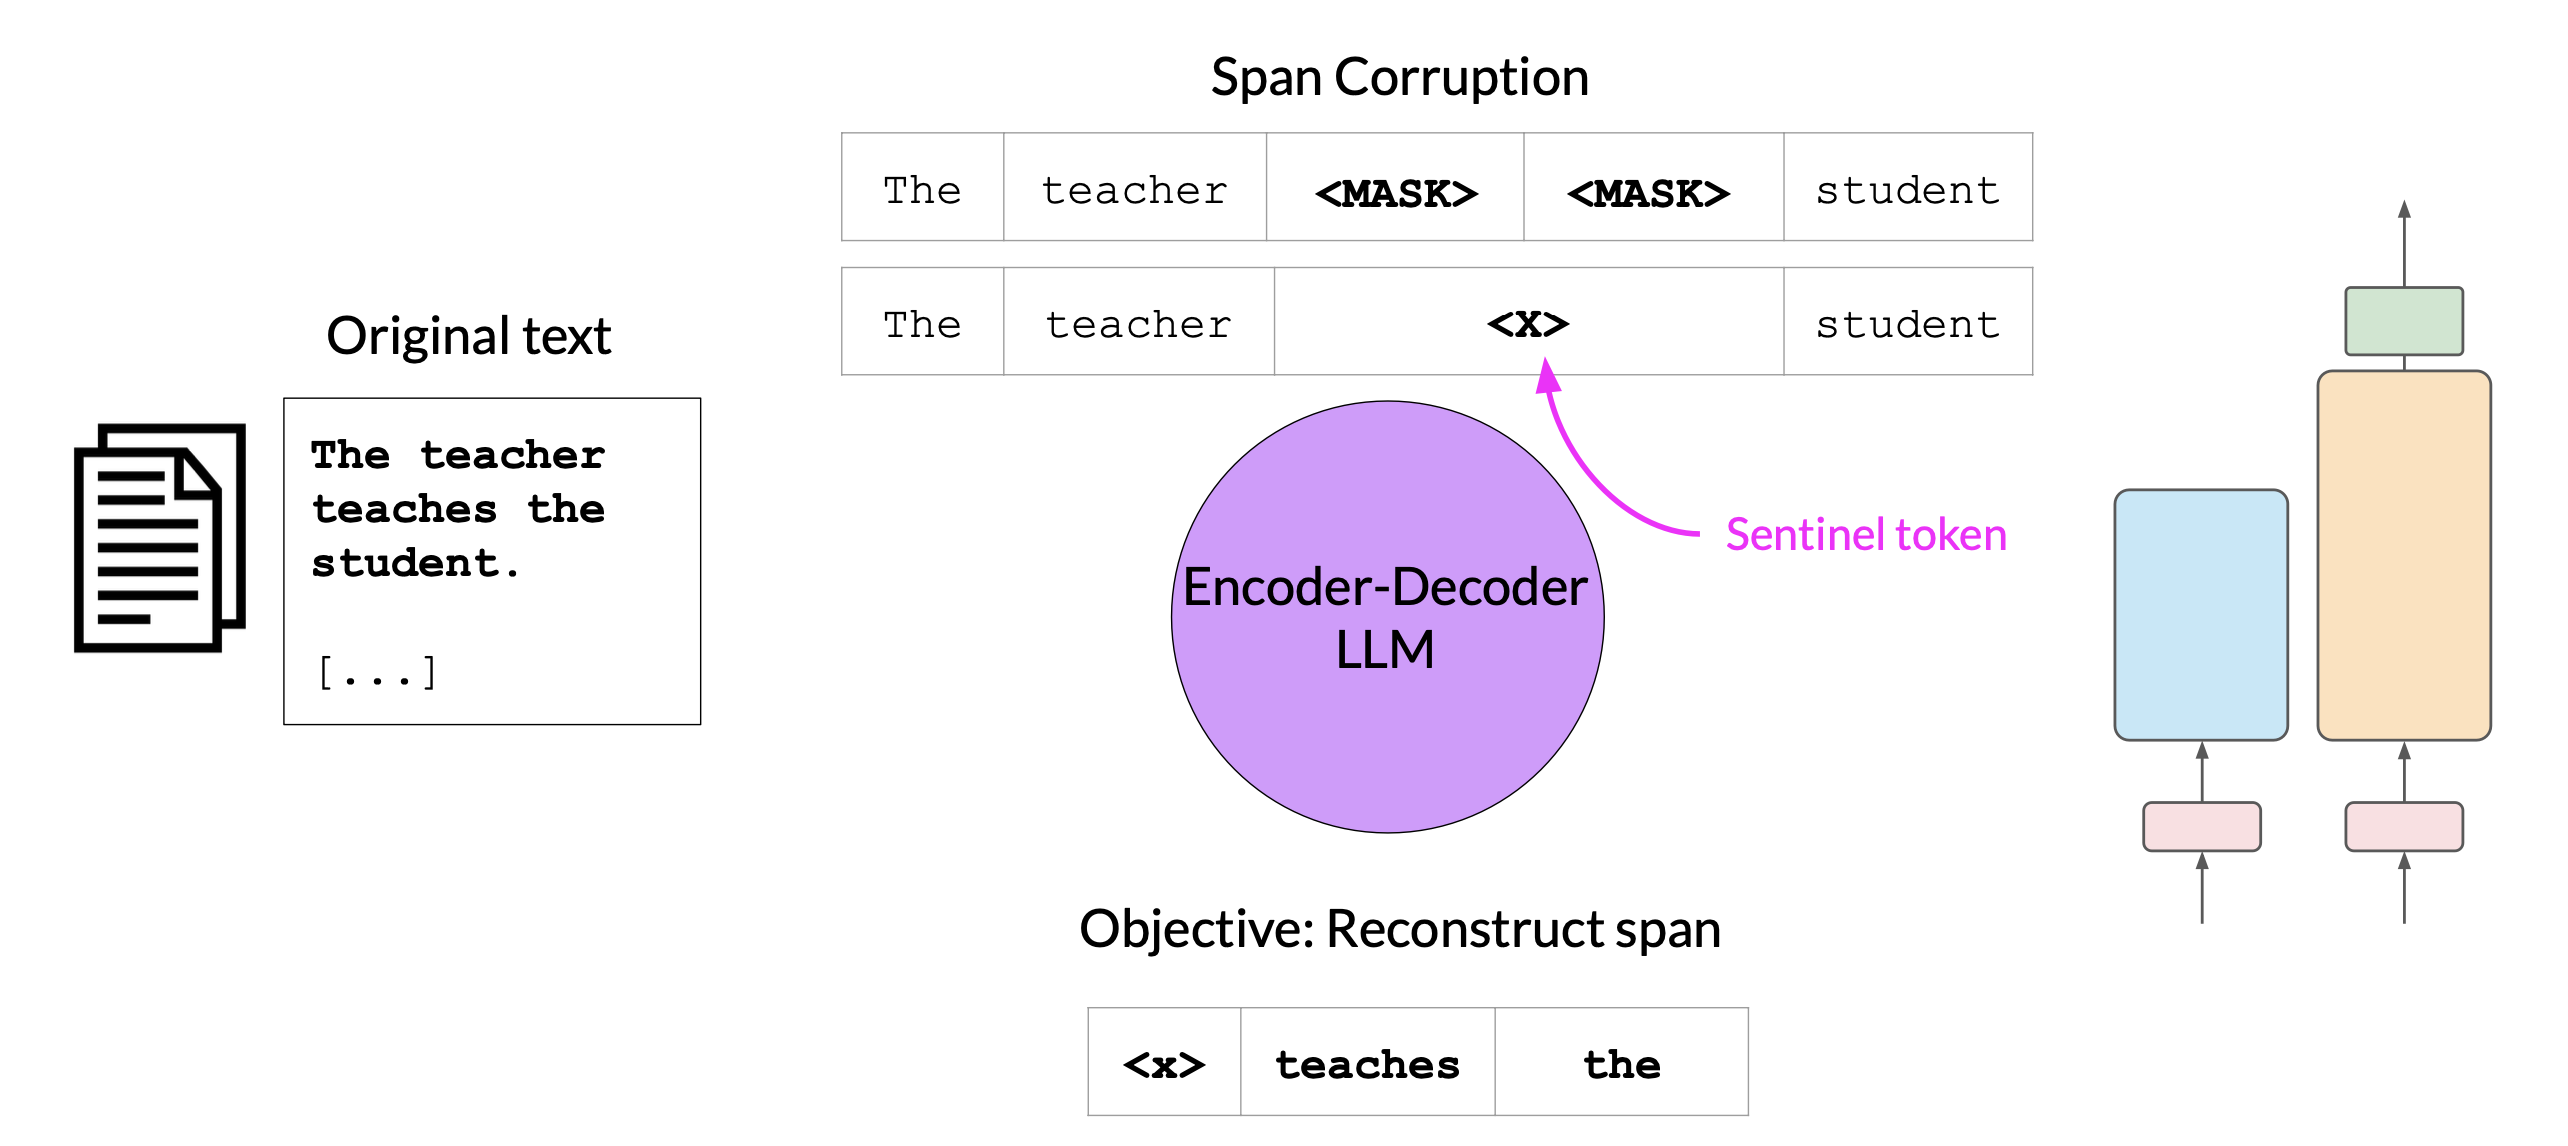 Span Corruption
The teacher <MASK> <MASK> student
The teacher <X> student
Original text
The teacher
teaches the
student.
[...]
Sentinel token
Encoder-Decoder
LLM
Objective: Reconstruct span
<x> teaches the